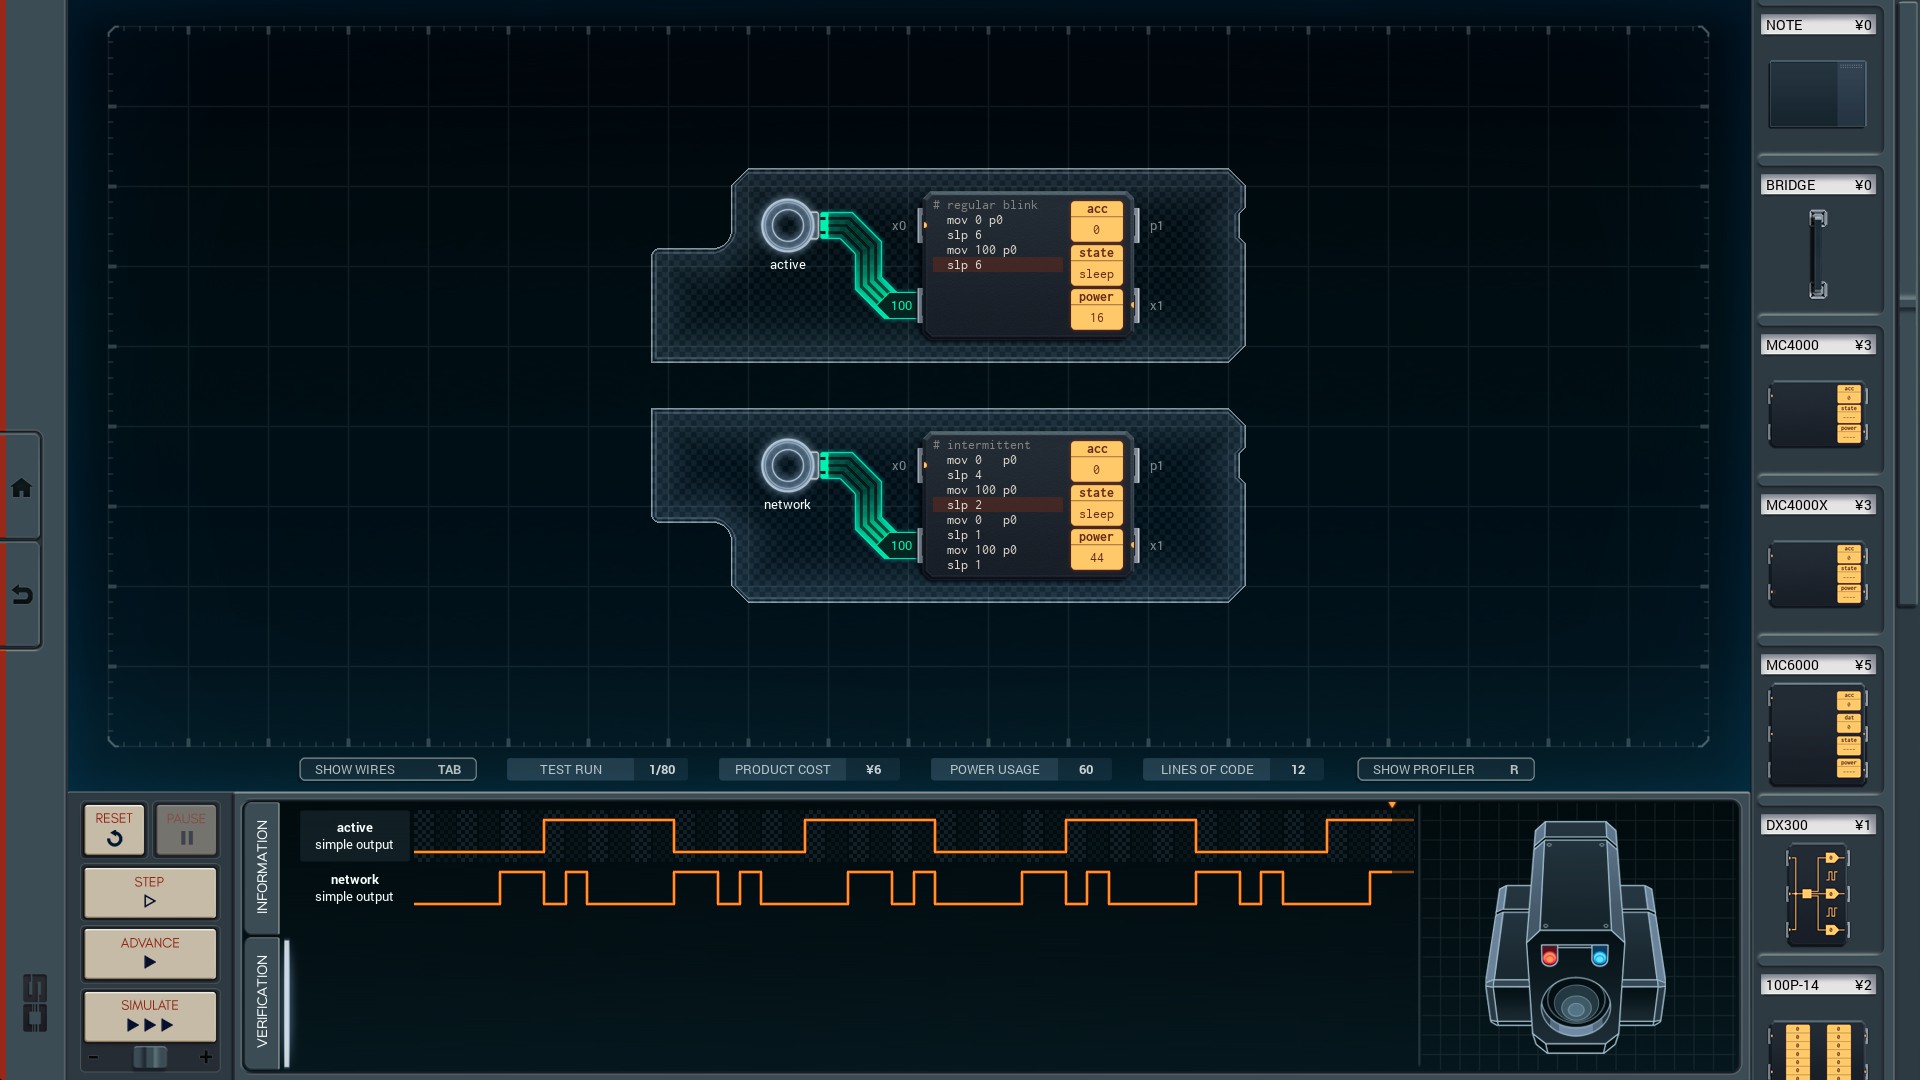 NOTE ¥0
BRIDGE ¥0
MC4000 ¥3
MC4000X ¥3
MC6000 ¥5
DX300 ¥1
100P-14 ¥2
active
100
x0
# regular blink
mov 0 p0
slp 6
mov 100 p0
slp 6
acc
0
state
sleep
power
16
p1
x1
network
100
x0
# intermittent
mov 0   p0
slp 4
mov 100 p0
slp 2
mov 0   p0
slp 1
mov 100 p0
slp 1
acc
0
state
sleep
power
44
p1
x1
SHOW WIRES TAB
TEST RUN 1/80
PRODUCT COST ¥6
POWER USAGE 60
LINES OF CODE 12
SHOW PROFILER R
RESET
PAUSE
STEP
ADVANCE
SIMULATE
- +
INFORMATION
VERIFICATION
active
simple output
network
simple output